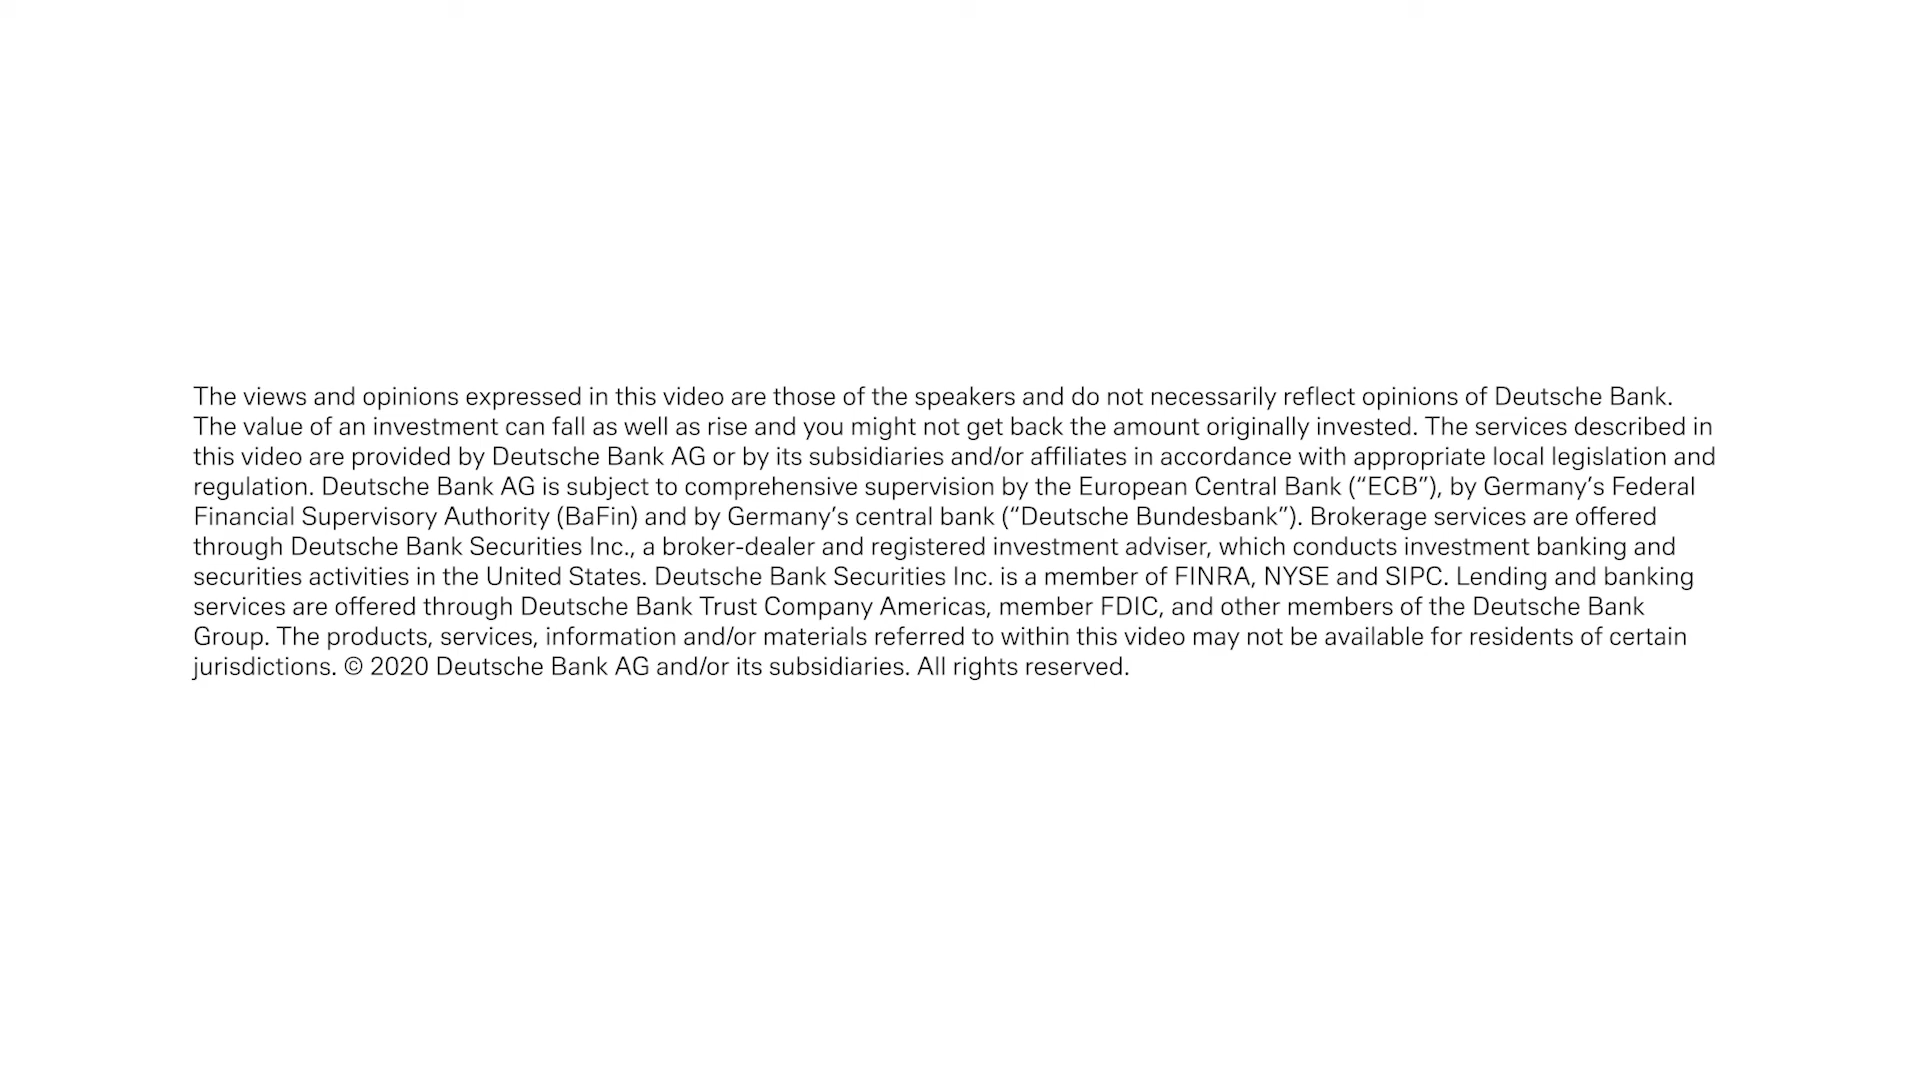 The views and opinions expressed in this video are those of the speakers and do not necessarily reflect opinions of Deutsche Bank.
The value of an investment can fall as well as rise and you might not get back the amount originally invested. The services described in
this video are provided by Deutsche Bank AG or by its subsidiaries and/or affiliates in accordance with appropriate local legislation and
regulation. Deutsche Bank AG is subject to comprehensive supervision by the European Central Bank (“ECB”), by Germany’s Federal
Financial Supervisory Authority (BaFin) and by Germany’s central bank (“Deutsche Bundesbank”). Brokerage services are offered
through Deutsche Bank Securities Inc., a broker-dealer and registered investment adviser, which conducts investment banking and
securities activities in the United States. Deutsche Bank Securities Inc. is a member of FINRA, NYSE and SIPC. Lending and banking
services are offered through Deutsche Bank Trust Company Americas, member FDIC, and other members of the Deutsche Bank
Group. The products, services, information and/or materials referred to within this video may not be available for residents of certain
jurisdictions. © 2020 Deutsche Bank AG and/or its subsidiaries. All rights reserved.